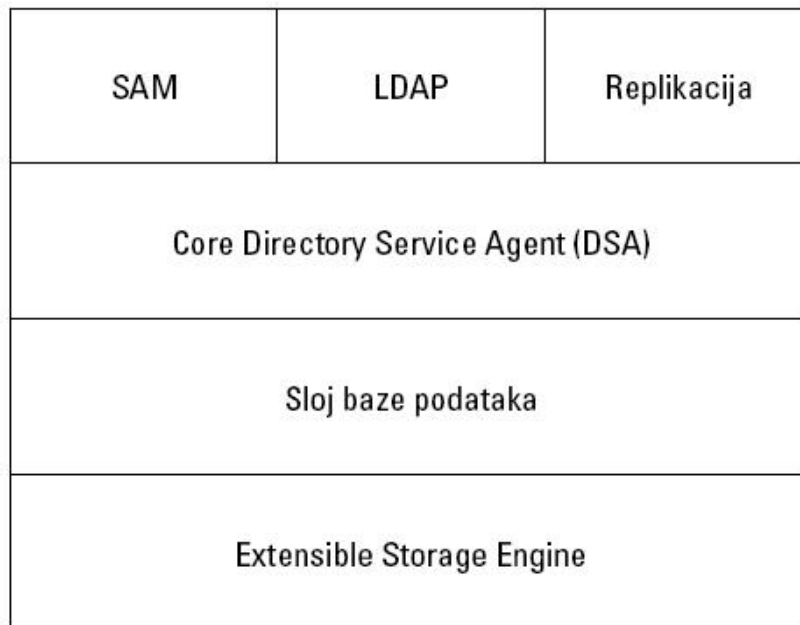 SAM
LDAP
Replikacija
Core Directory Service Agent (DSA)
Sloj baze podataka
Extensible Storage Engine